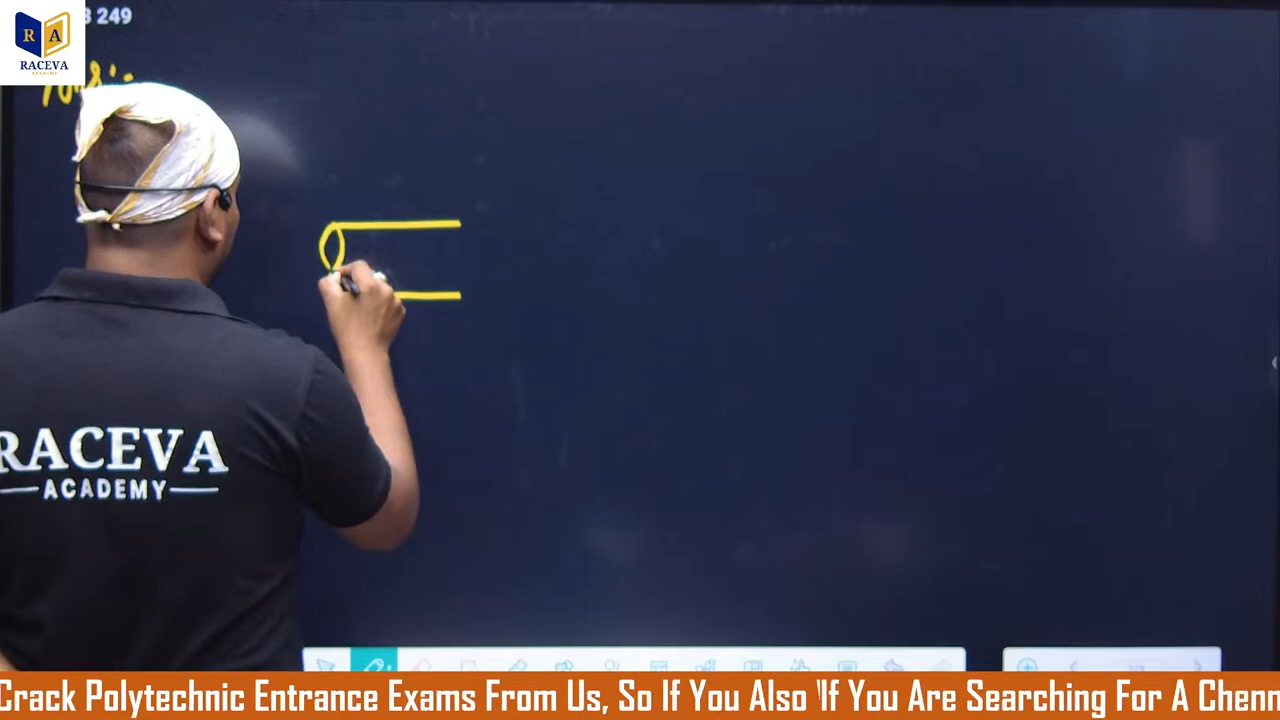 249
R A
RACEVA
ACADEMY
RACEVA
ACADEMY
Crack Polytechnic Entrance Exams From Us, So If You Also 'If You Are Searching For A Chenn